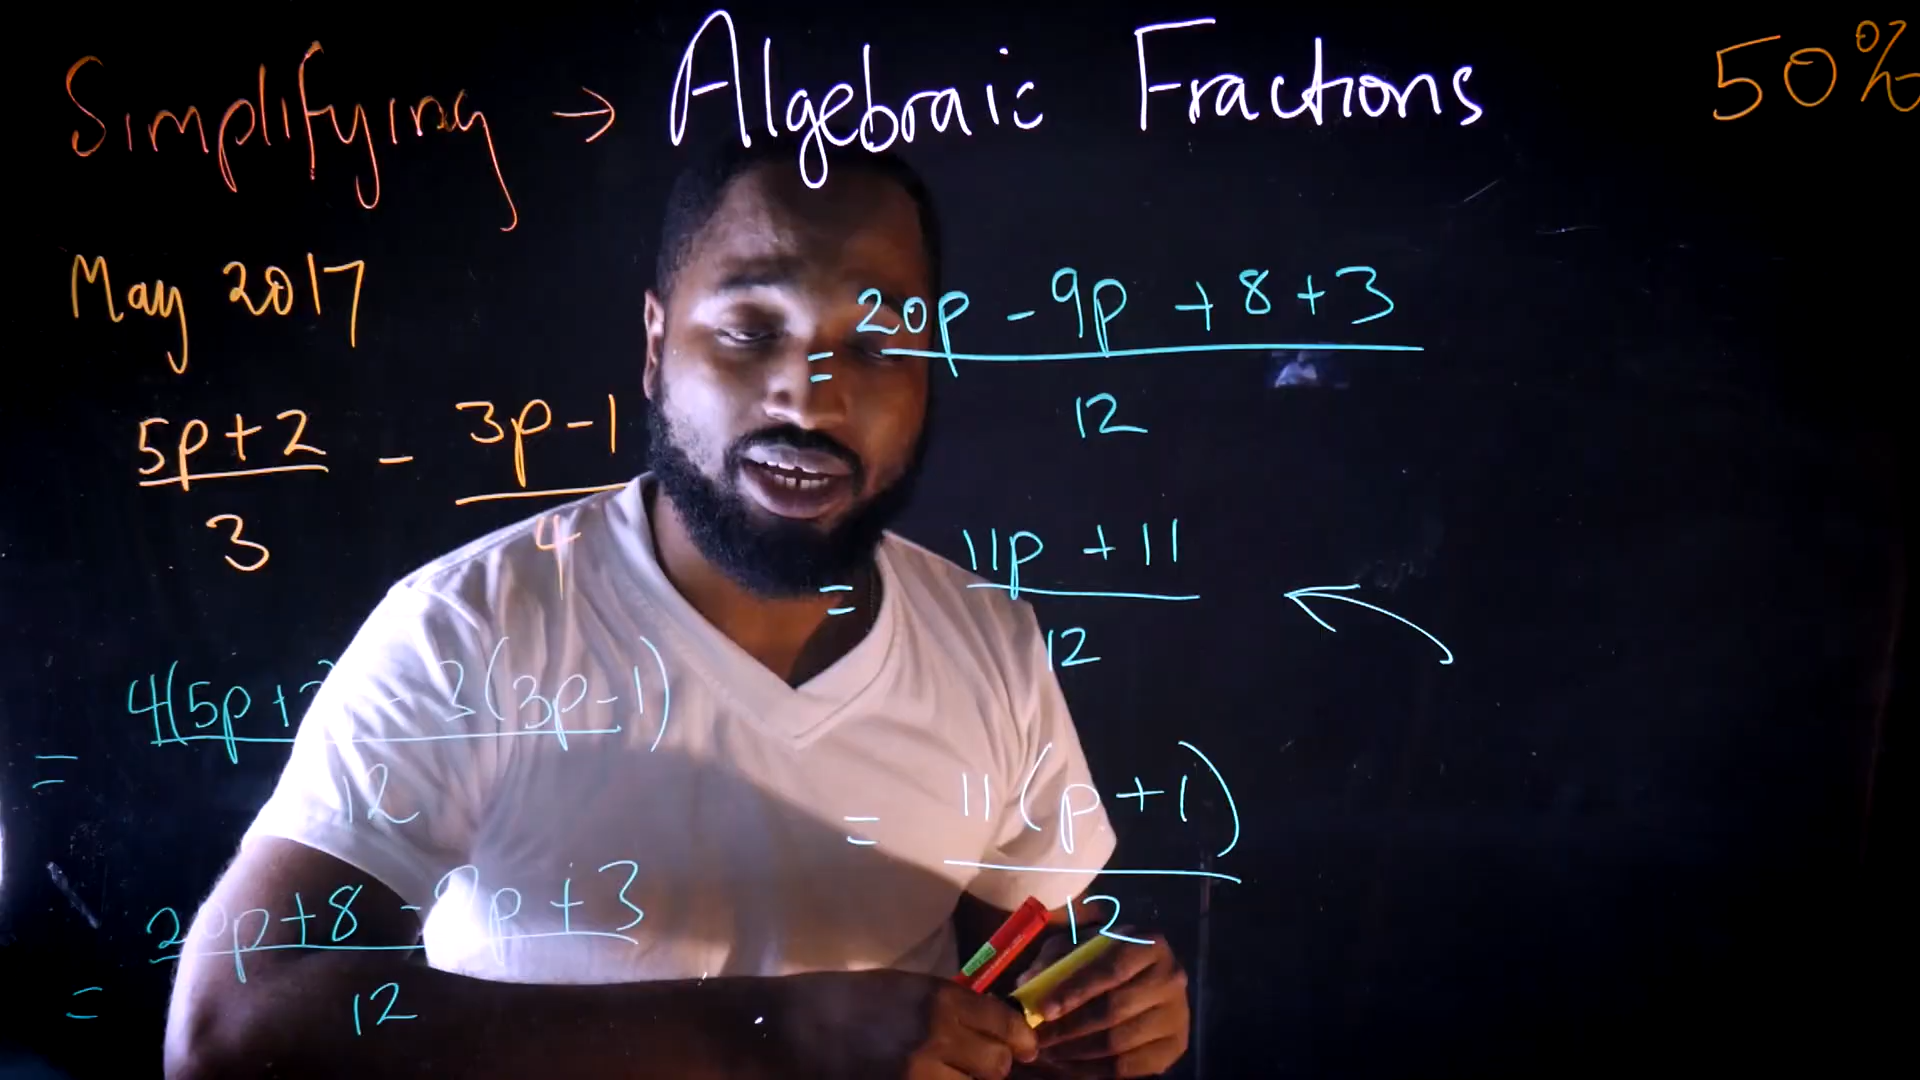 Simplifying → Algebraic Fractions
50%
May 2017
5p+2 - 3p-1
3 4
= 4(5p+2) - 3(3p-1)
12
= 20p+8 - 9p+3
12
= 20p - 9p + 8 + 3
12
= 11p + 11
12
= 11(p+1)
12